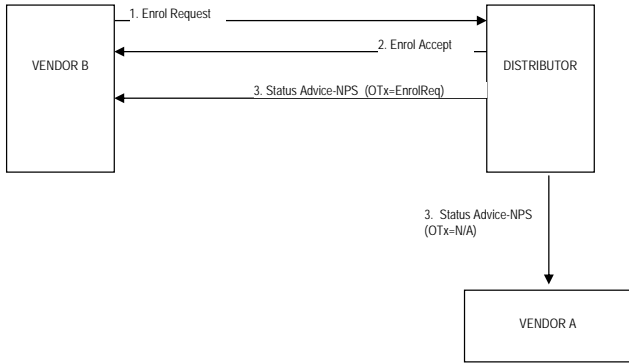 1. Enrol Request
2. Enrol Accept
VENDOR B
DISTRIBUTOR
3. Status Advice-NPS (OTx=EnrolReq)
3. Status Advice-NPS
(OTx=N/A)
VENDOR A